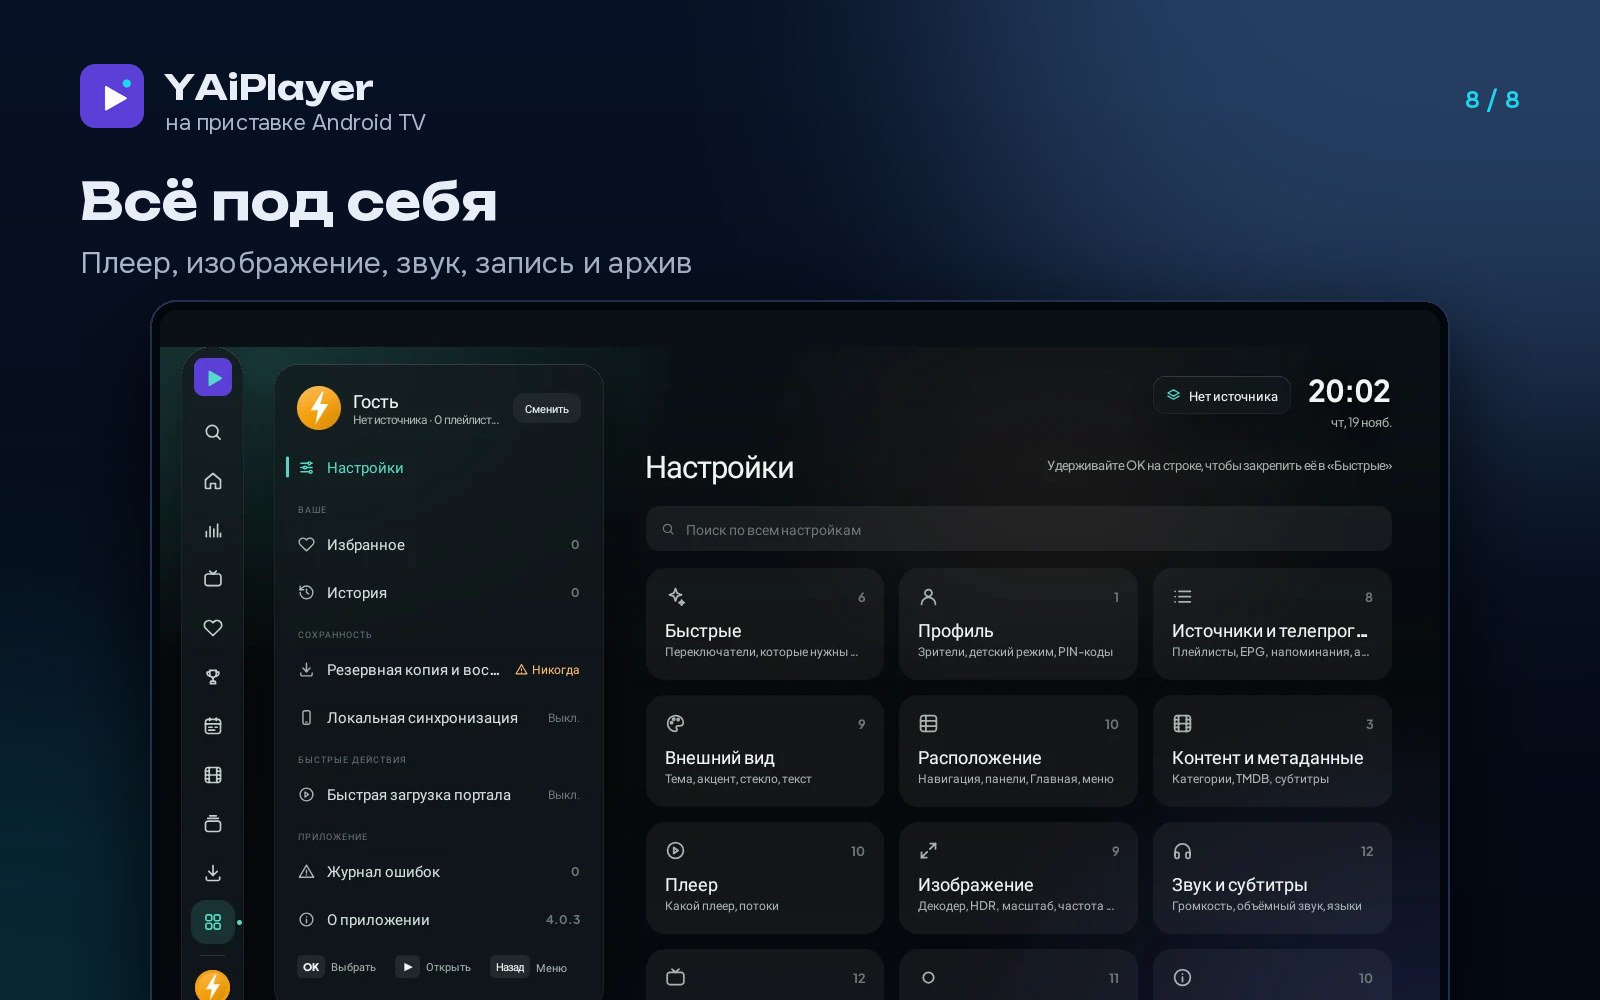 YAiPlayer
на приставке Android TV
8 / 8
Всё под себя
Плеер, изображение, звук, запись и архив
Гость
Нет источника · 0 плейлист...
Сменить
Настройки
ВАШЕ
Избранное 0
История 0
СОХРАННОСТЬ
Резервная копия и вос... Никогда
Локальная синхронизация Выкл.
БЫСТРЫЕ ДЕЙСТВИЯ
Быстрая загрузка портала Выкл.
ПРИЛОЖЕНИЕ
Журнал ошибок 0
О приложении 4.0.3
OK Выбрать Открыть Назад Меню
Нет источника
20:02
чт, 19 нояб.
Настройки
Удерживайте OK на строке, чтобы закрепить её в «Быстрые»
Поиск по всем настройкам
6
Быстрые
Переключатели, которые нужны ...
1
Профиль
Зрители, детский режим, PIN-коды
8
Источники и телепрог...
Плейлисты, EPG, напоминания, а...
9
Внешний вид
Тема, акцент, стекло, текст
10
Расположение
Навигация, панели, Главная, меню
3
Контент и метаданные
Категории, TMDB, субтитры
10
Плеер
Какой плеер, потоки
9
Изображение
Декодер, HDR, масштаб, частота ...
12
Звук и субтитры
Громкость, объёмный звук, языки
12
11
10